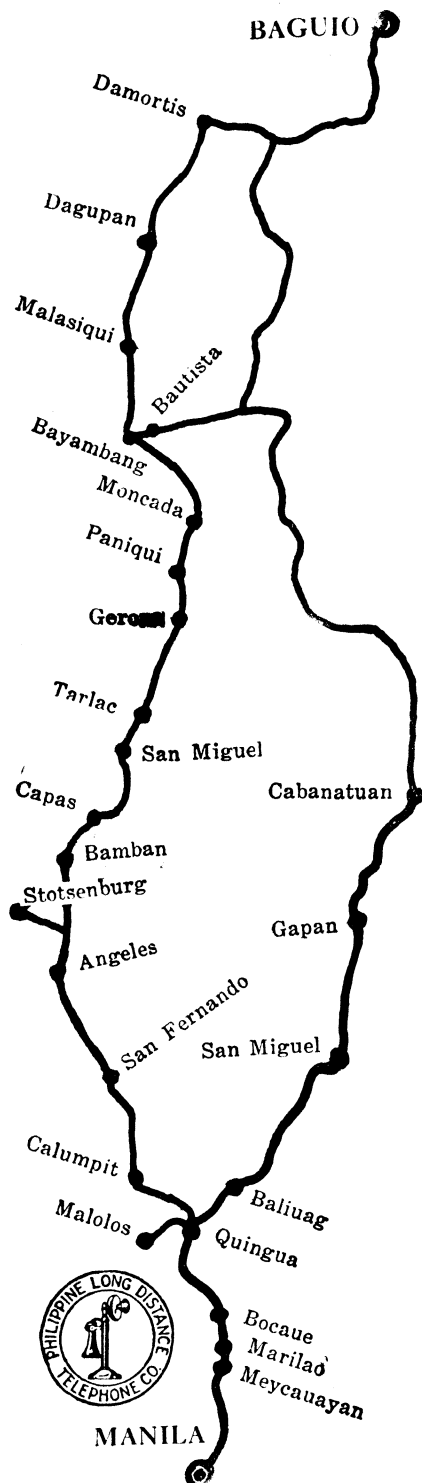 BAGUIO
Damortis
Dagupan
Malasiqui
Bautista
Bayambang
Moncada
Paniqui
Gerona
Tarlac
San Miguel
Capas
Cabanatuan
Bamban
Stotsenburg
Gapan
Angeles
San Fernando
San Miguel
Calumpit
Baliuag
Malolos
Quingua
PHILIPPINE LONG DISTANCE
TELEPHONE CO.
Bocaue
Marilao
Meycauayan
MANILA